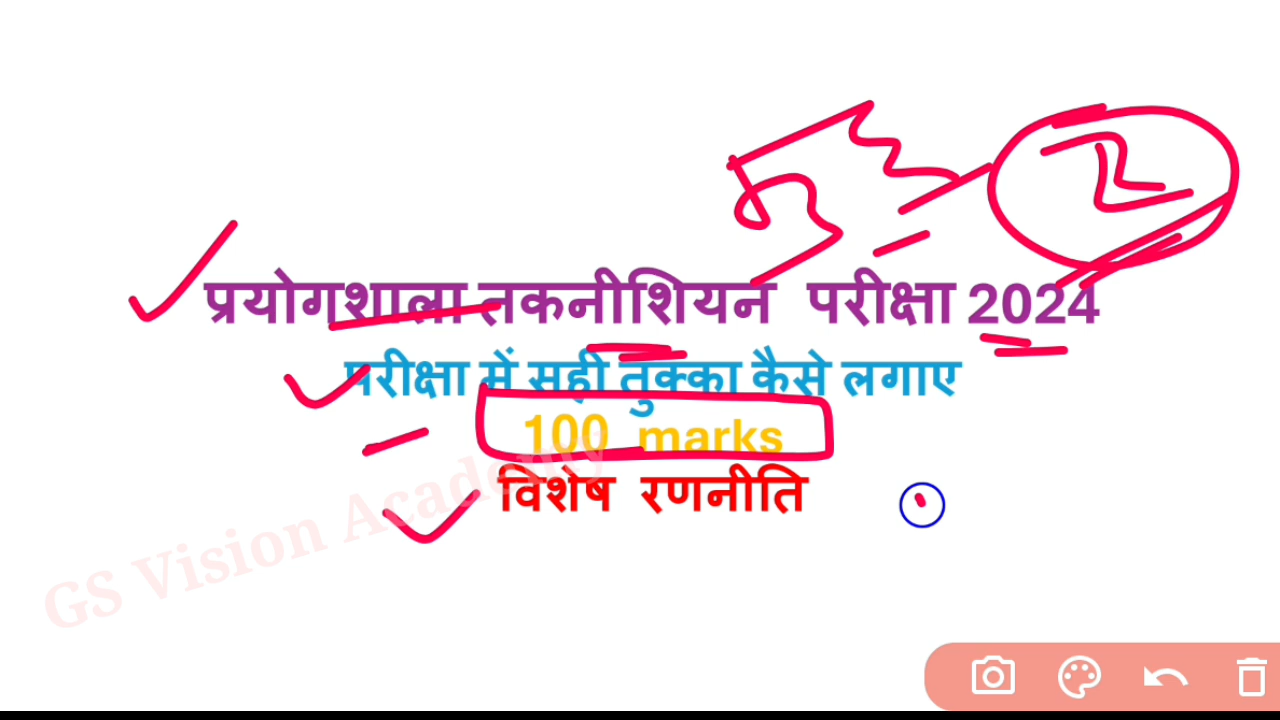 प्रयोगशाला तकनीशियन परीक्षा 2024
परीक्षा में सही तुक्का कैसे लगाए
100 marks
विशेष रणनीति
GS Vision Academy